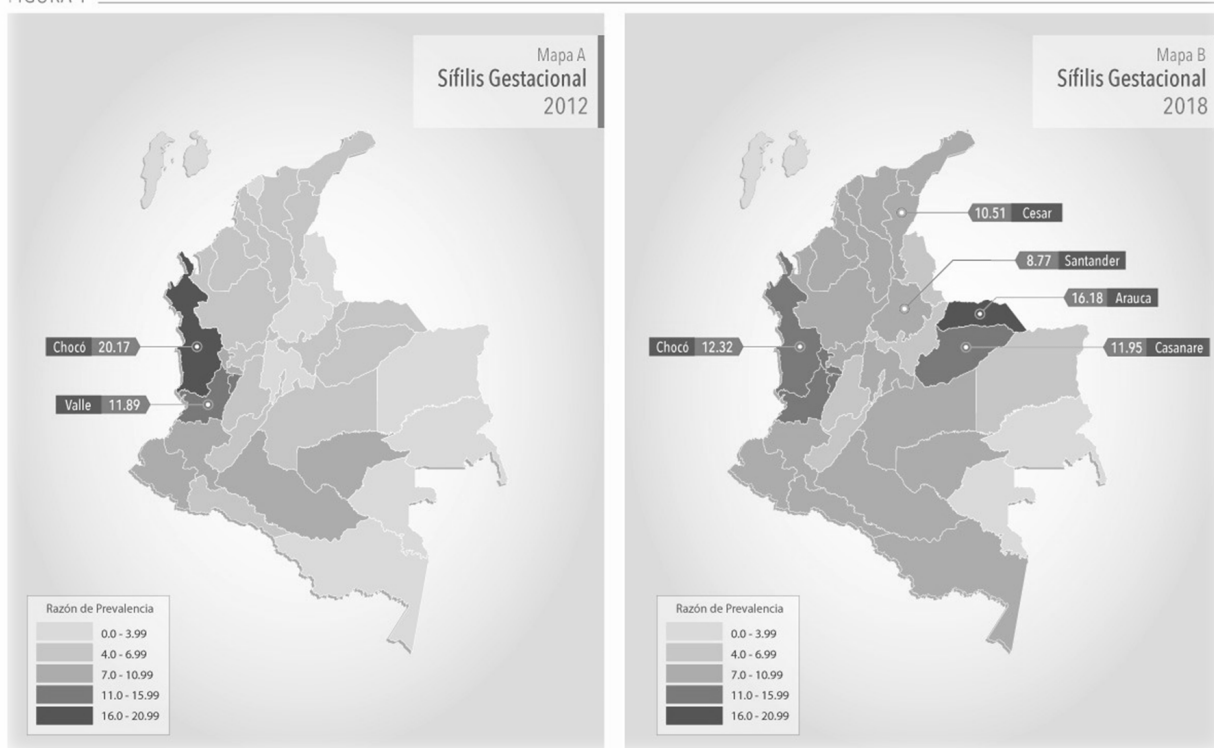 FIGURA 1
Mapa A
Sífilis Gestacional
2012
Chocó 20.17
Valle 11.89
Razón de Prevalencia
0.0 - 3.99
4.0 - 6.99
7.0 - 10.99
11.0 - 15.99
16.0 - 20.99
Mapa B
Sífilis Gestacional
2018
10.51 Cesar
8.77 Santander
16.18 Arauca
Chocó 12.32
11.95 Casanare
Razón de Prevalencia
0.0 - 3.99
4.0 - 6.99
7.0 - 10.99
11.0 - 15.99
16.0 - 20.99